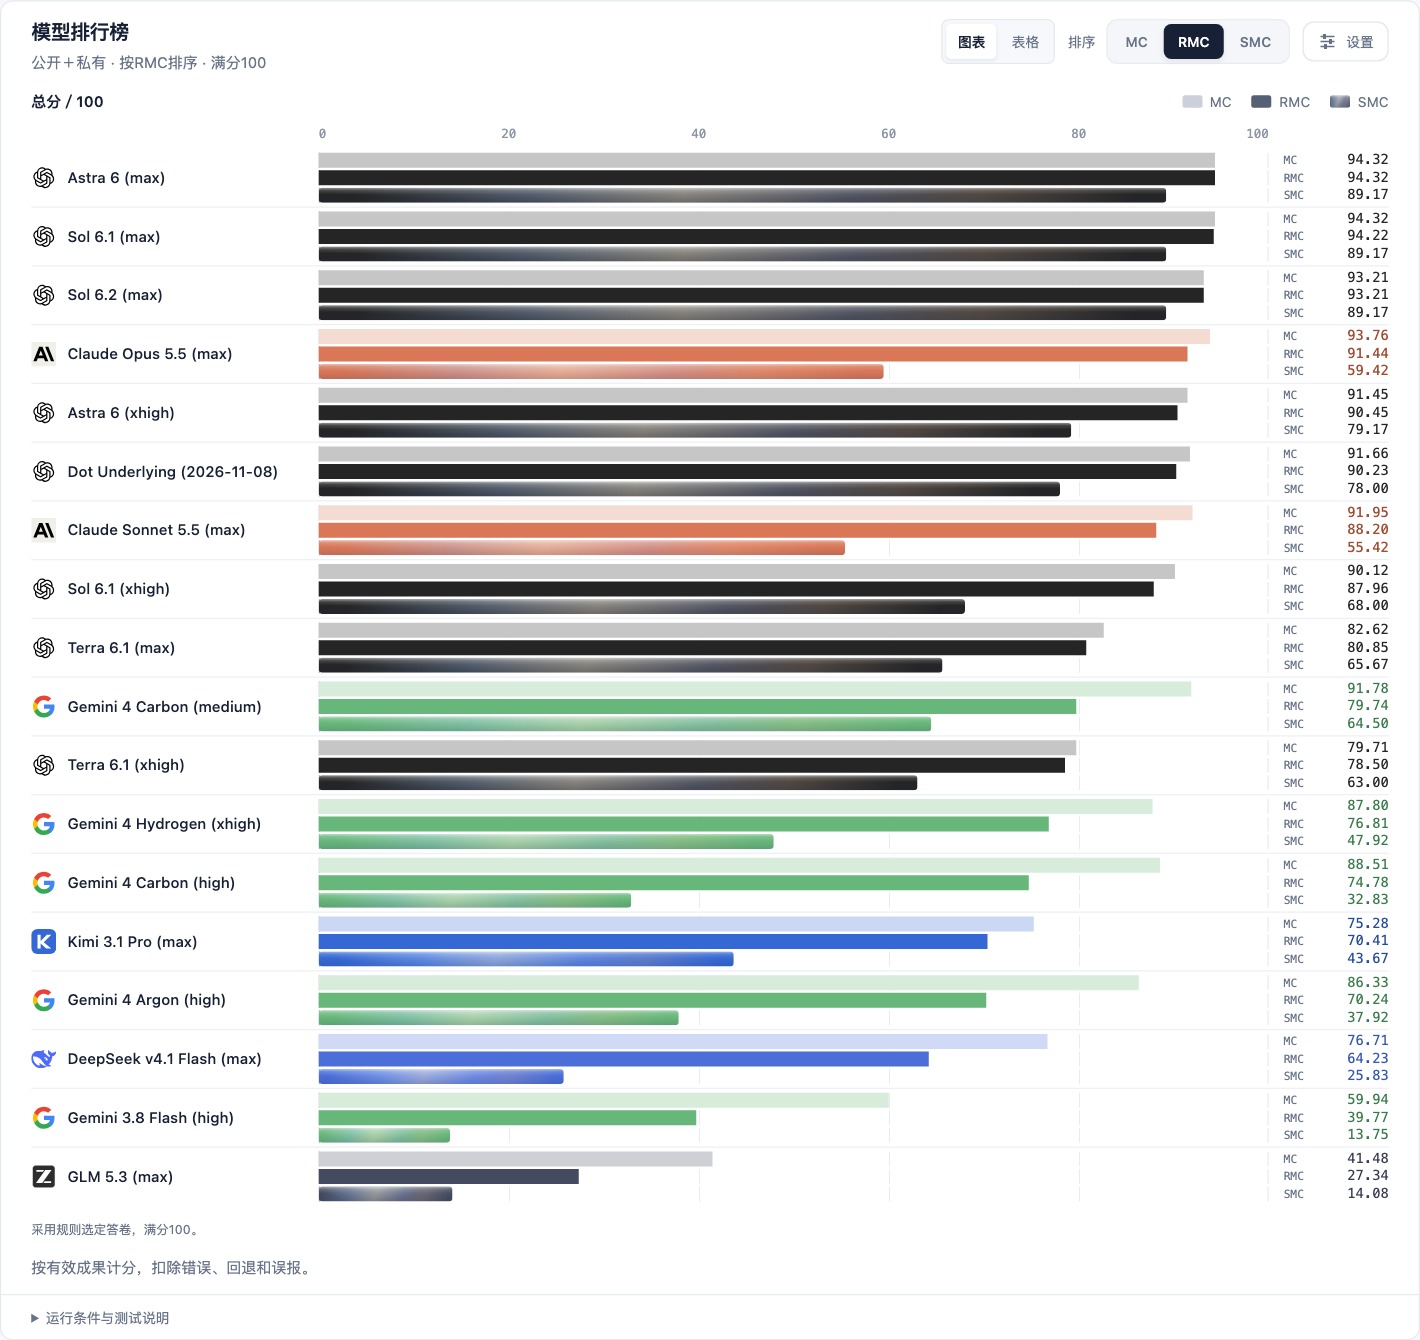 模型排行榜
公开＋私有 · 按RMC排序 · 满分100
图表 表格 排序 MC RMC SMC 设置
总分 / 100
MC RMC SMC
0 20 40 60 80 100
Astra 6 (max) MC 94.32
RMC 94.32
SMC 89.17
Sol 6.1 (max) MC 94.32
RMC 94.22
SMC 89.17
Sol 6.2 (max) MC 93.21
RMC 93.21
SMC 89.17
Claude Opus 5.5 (max) MC 93.76
RMC 91.44
SMC 59.42
Astra 6 (xhigh) MC 91.45
RMC 90.45
SMC 79.17
Dot Underlying (2026-11-08) MC 91.66
RMC 90.23
SMC 78.00
Claude Sonnet 5.5 (max) MC 91.95
RMC 88.20
SMC 55.42
Sol 6.1 (xhigh) MC 90.12
RMC 87.96
SMC 68.00
Terra 6.1 (max) MC 82.62
RMC 80.85
SMC 65.67
Gemini 4 Carbon (medium) MC 91.78
RMC 79.74
SMC 64.50
Terra 6.1 (xhigh) MC 79.71
RMC 78.50
SMC 63.00
Gemini 4 Hydrogen (xhigh) MC 87.80
RMC 76.81
SMC 47.92
Gemini 4 Carbon (high) MC 88.51
RMC 74.78
SMC 32.83
Kimi 3.1 Pro (max) MC 75.28
RMC 70.41
SMC 43.67
Gemini 4 Argon (high) MC 86.33
RMC 70.24
SMC 37.92
DeepSeek v4.1 Flash (max) MC 76.71
RMC 64.23
SMC 25.83
Gemini 3.8 Flash (high) MC 59.94
RMC 39.77
SMC 13.75
GLM 5.3 (max) MC 41.48
RMC 27.34
SMC 14.08
采用规则选定答卷，满分100。
按有效成果计分，扣除错误、回退和误报。
▶ 运行条件与测试说明